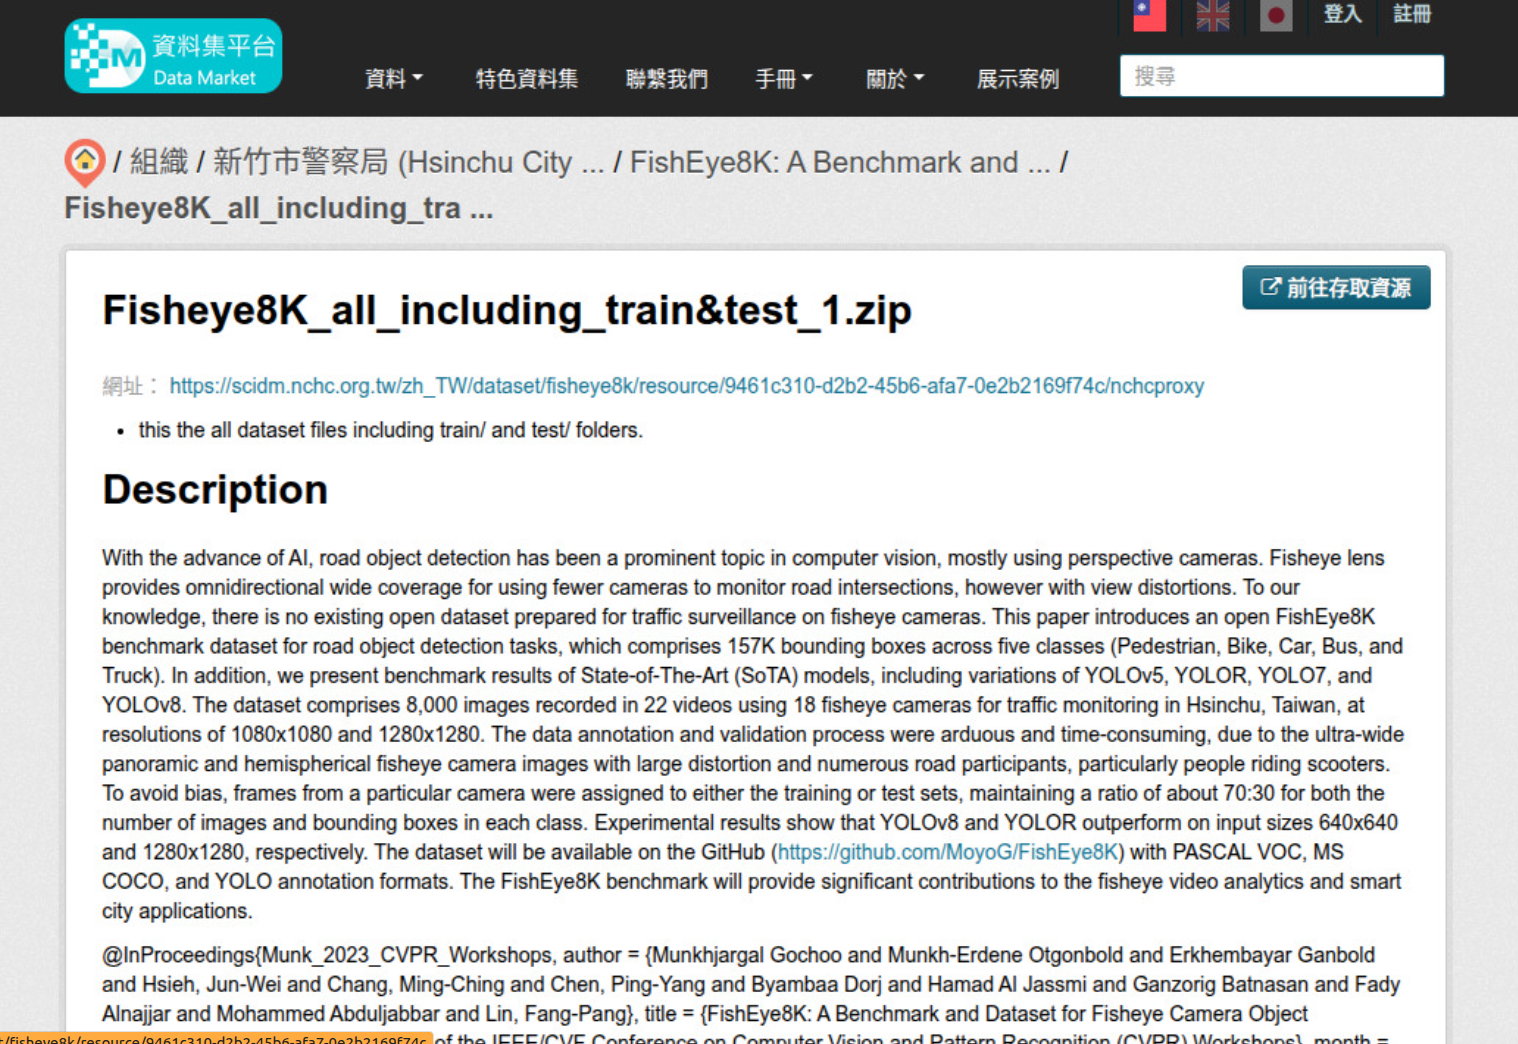 登入 註冊
M 資料集平台
Data Market
資料 特色資料集 聯繫我們 手冊 關於 展示案例 搜尋
/ 組織 / 新竹市警察局 (Hsinchu City ... / FishEye8K: A Benchmark and ... /
Fisheye8K_all_including_tra ...
前往存取資源
Fisheye8K_all_including_train&test_1.zip
網址： https://scidm.nchc.org.tw/zh_TW/dataset/fisheye8k/resource/9461c310-d2b2-45b6-afa7-0e2b2169f74c/nchcproxy
• this the all dataset files including train/ and test/ folders.
Description
With the advance of AI, road object detection has been a prominent topic in computer vision, mostly using perspective cameras. Fisheye lens
provides omnidirectional wide coverage for using fewer cameras to monitor road intersections, however with view distortions. To our
knowledge, there is no existing open dataset prepared for traffic surveillance on fisheye cameras. This paper introduces an open FishEye8K
benchmark dataset for road object detection tasks, which comprises 157K bounding boxes across five classes (Pedestrian, Bike, Car, Bus, and
Truck). In addition, we present benchmark results of State-of-The-Art (SoTA) models, including variations of YOLOv5, YOLOR, YOLO7, and
YOLOv8. The dataset comprises 8,000 images recorded in 22 videos using 18 fisheye cameras for traffic monitoring in Hsinchu, Taiwan, at
resolutions of 1080x1080 and 1280x1280. The data annotation and validation process were arduous and time-consuming, due to the ultra-wide
panoramic and hemispherical fisheye camera images with large distortion and numerous road participants, particularly people riding scooters.
To avoid bias, frames from a particular camera were assigned to either the training or test sets, maintaining a ratio of about 70:30 for both the
number of images and bounding boxes in each class. Experimental results show that YOLOv8 and YOLOR outperform on input sizes 640x640
and 1280x1280, respectively. The dataset will be available on the GitHub (https://github.com/MoyoG/FishEye8K) with PASCAL VOC, MS
COCO, and YOLO annotation formats. The FishEye8K benchmark will provide significant contributions to the fisheye video analytics and smart
city applications.
@InProceedings{Munk_2023_CVPR_Workshops, author = {Munkhjargal Gochoo and Munkh-Erdene Otgonbold and Erkhembayar Ganbold
and Hsieh, Jun-Wei and Chang, Ming-Ching and Chen, Ping-Yang and Byambaa Dorj and Hamad Al Jassmi and Ganzorig Batnasan and Fady
Alnajjar and Mohammed Abduljabbar and Lin, Fang-Pang}, title = {FishEye8K: A Benchmark and Dataset for Fisheye Camera Object
t/fisheye8k/resource/9461c310-d2b2-45b6-afa7-0e2b2169f74c of the IEEE/CVF Conference on Computer Vision and Pattern Recognition (CVPR) Workshops}, month =